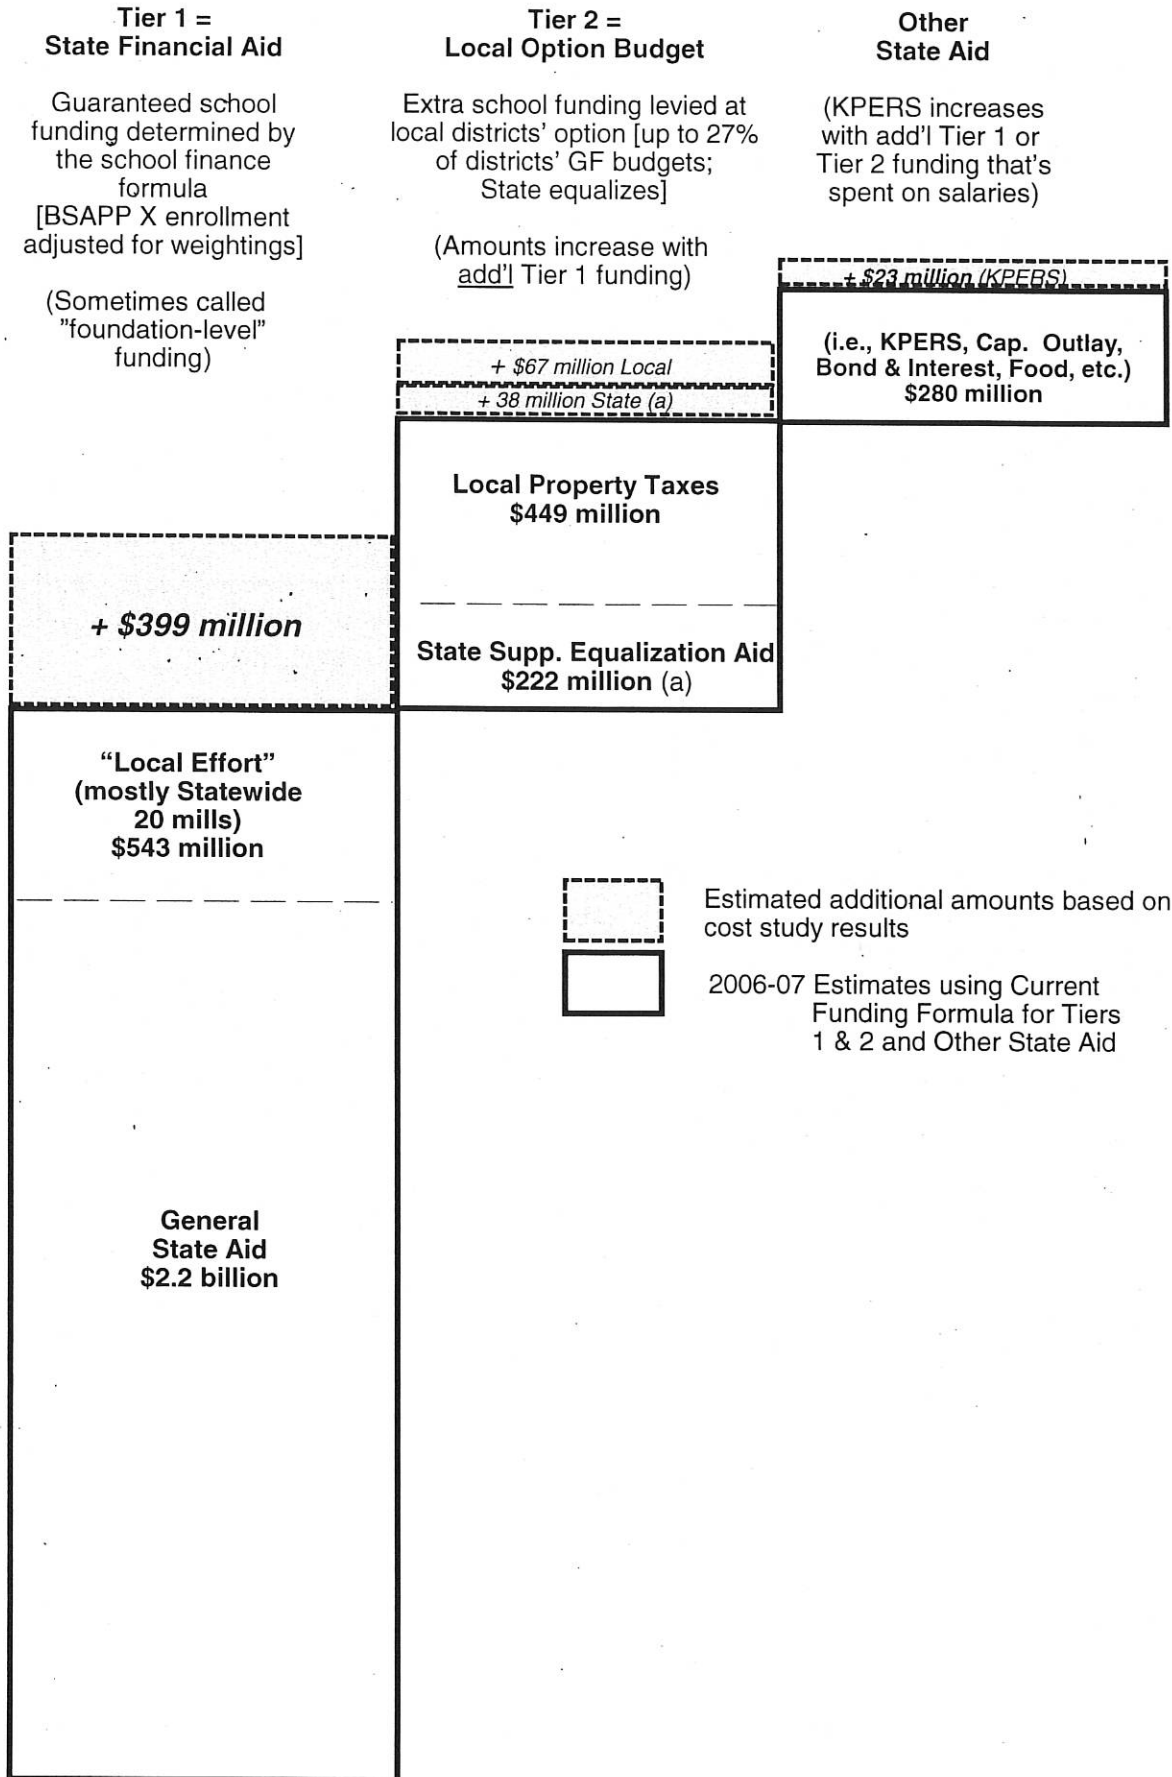 Tier 1 =
State Financial Aid
Guaranteed school
funding determined by
the school finance
formula
[BSAPP X enrollment
adjusted for weightings]
(Sometimes called
"foundation-level"
funding)
+ $399 million
“Local Effort”
(mostly Statewide
20 mills)
$543 million
General
State Aid
$2.2 billion
Tier 2 =
Local Option Budget
Extra school funding levied at
local districts' option [up to 27%
of districts' GF budgets;
State equalizes]
(Amounts increase with
add'l Tier 1 funding)
+ $67 million Local
+ 38 million State (a)
Local Property Taxes
$449 million
State Supp. Equalization Aid
$222 million (a)
Other
State Aid
(KPERS increases
with add'l Tier 1 or
Tier 2 funding that's
spent on salaries)
+ $23 million (KPERS)
(i.e., KPERS, Cap. Outlay,
Bond & Interest, Food, etc.)
$280 million
Estimated additional amounts based on
cost study results
2006-07 Estimates using Current
Funding Formula for Tiers
1 & 2 and Other State Aid